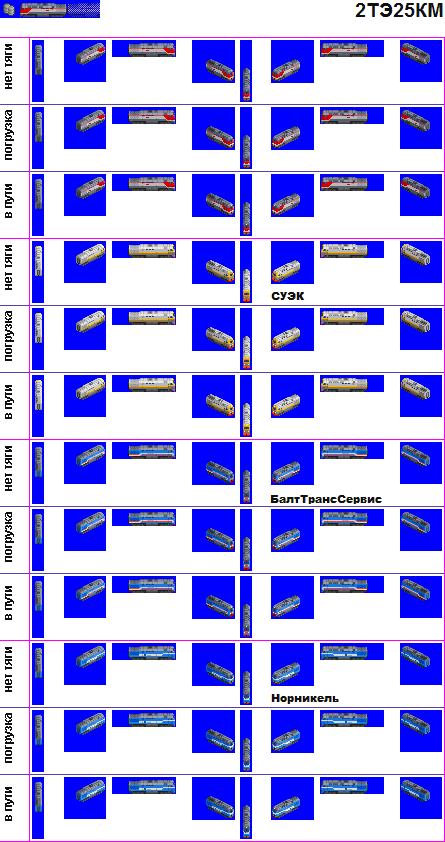 2ТЭ25КМ
нет тяги
погрузка
в пути
нет тяги
СУЭК
погрузка
в пути
нет тяги
БалтТрансСервис
погрузка
в пути
нет тяги
Норникель
погрузка
в пути